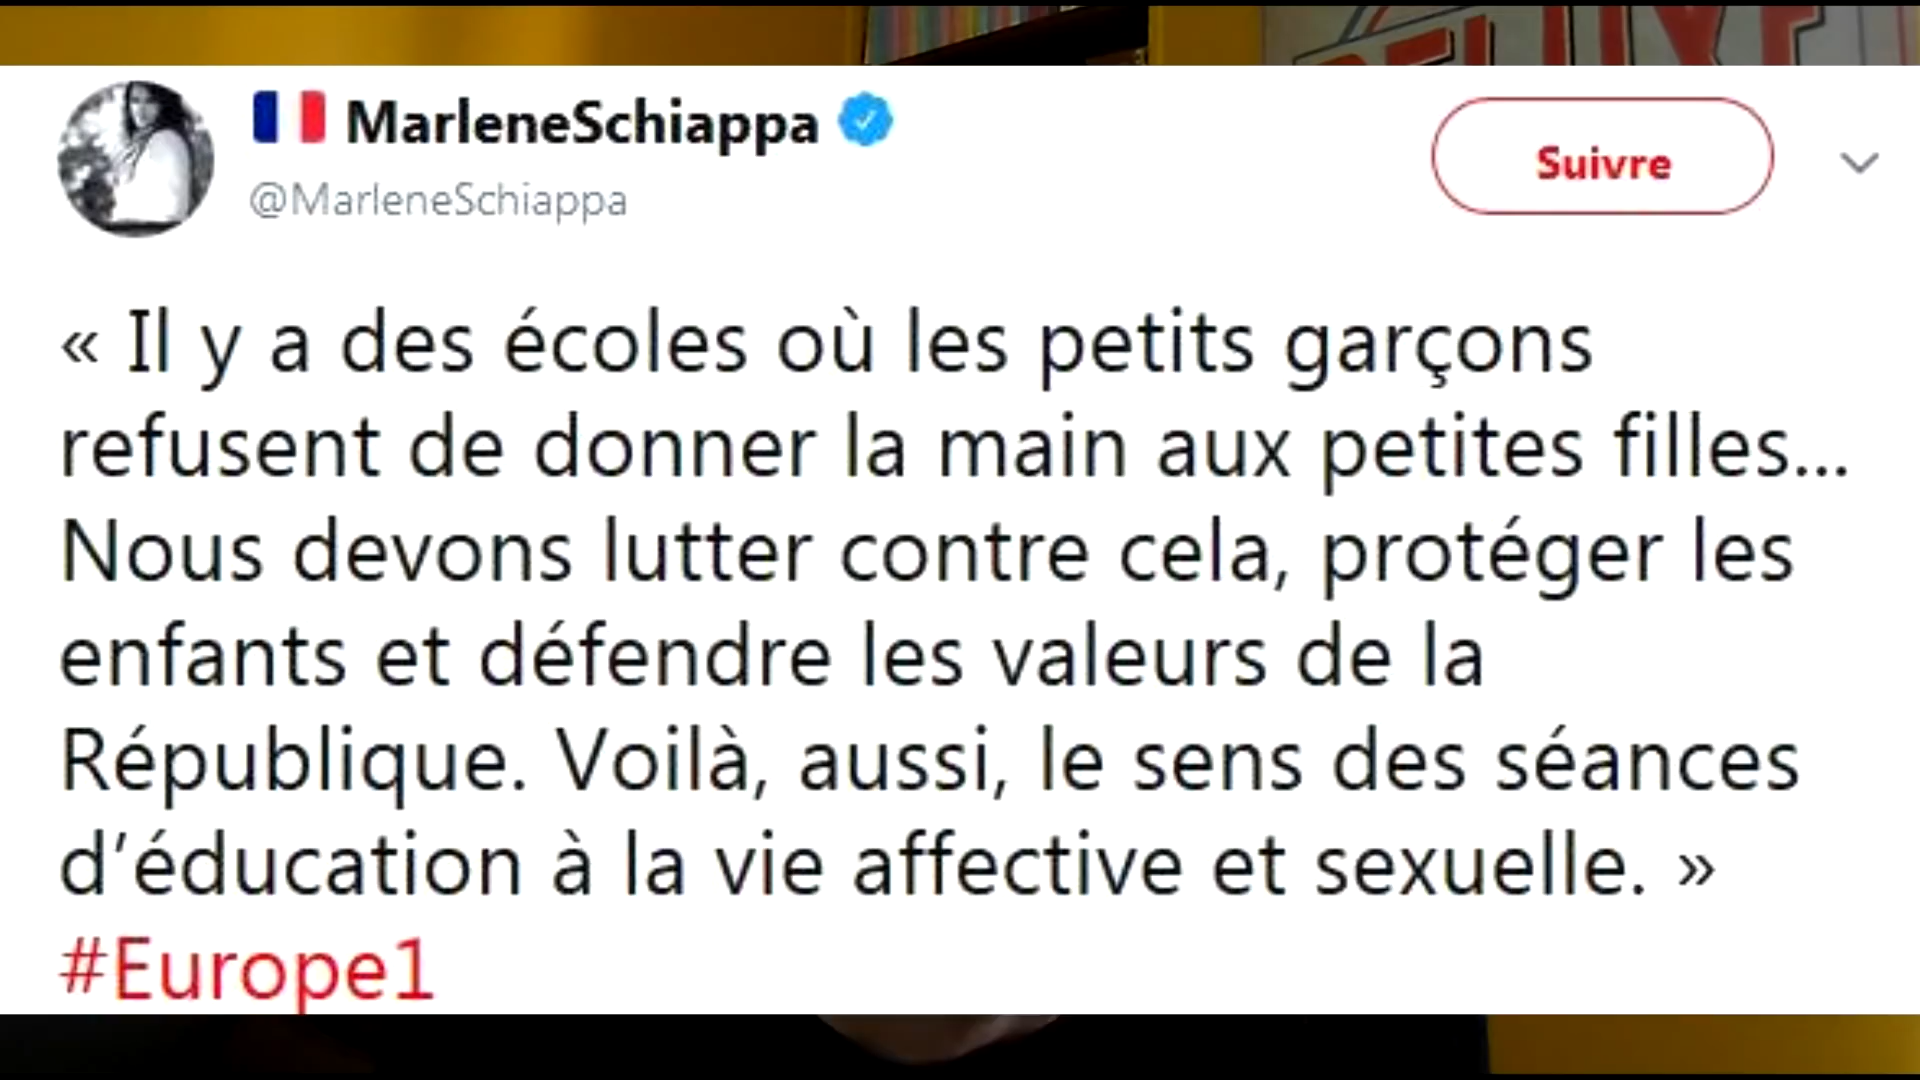 MarleneSchiappa
@MarleneSchiappa
Suivre
« Il y a des écoles où les petits garçons
refusent de donner la main aux petites filles...
Nous devons lutter contre cela, protéger les
enfants et défendre les valeurs de la
République. Voilà, aussi, le sens des séances
d’éducation à la vie affective et sexuelle. »
#Europe1